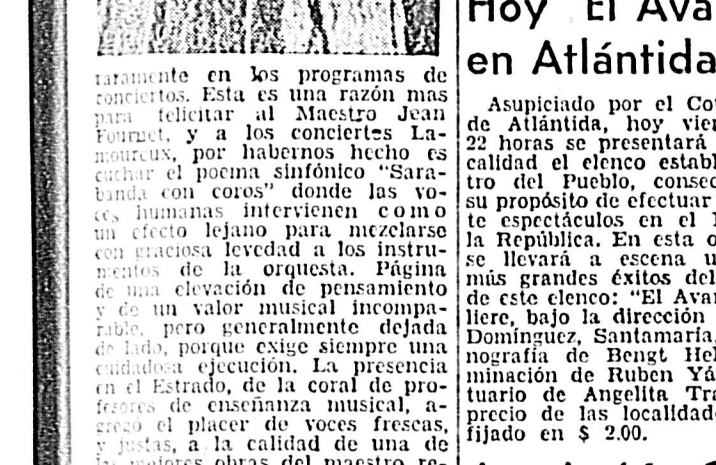 raramente en los programas de
conciertos. Esta es una razón mas
para felicitar al Maestro Jean
Fournet, y a los conciertes La-
moureux, por habernos hecho es
cuchar el poema sinfónico "Sara-
banda con coros" donde las vo-
ces humanas intervienen como
un efecto lejano para mezclarse
con graciosa levedad a los instru-
mentos de la orquesta. Página
de una elevación de pensamiento
y de un valor musical incompa-
rable, pero generalmente dejada
de lado, porque exige siempre una
cuidadosa ejecución. La presencia
en el Estrado, de la coral de pro-
fesores de enseñanza musical, a-
gregó el placer de voces frescas,
y justas, a la calidad de una de
las mejores obras del maestro re-
Hoy "El Ava
en Atlántida
Asupiciado por el Co
de Atlántida, hoy vier
22 horas se presentará
calidad el elenco establ
tro del Pueblo, consec
su propósito de efectuar
te espectáculos en el
la República. En esta o
se llevará a escena u
más grandes éxitos del
de este elenco: "El Avar
liere, bajo la dirección
Domínguez, Santamaría,
nografía de Bengt Hel
minación de Ruben Yá
tuario de Angelita Tra
precio de las localidade
fijado en $ 2.00.